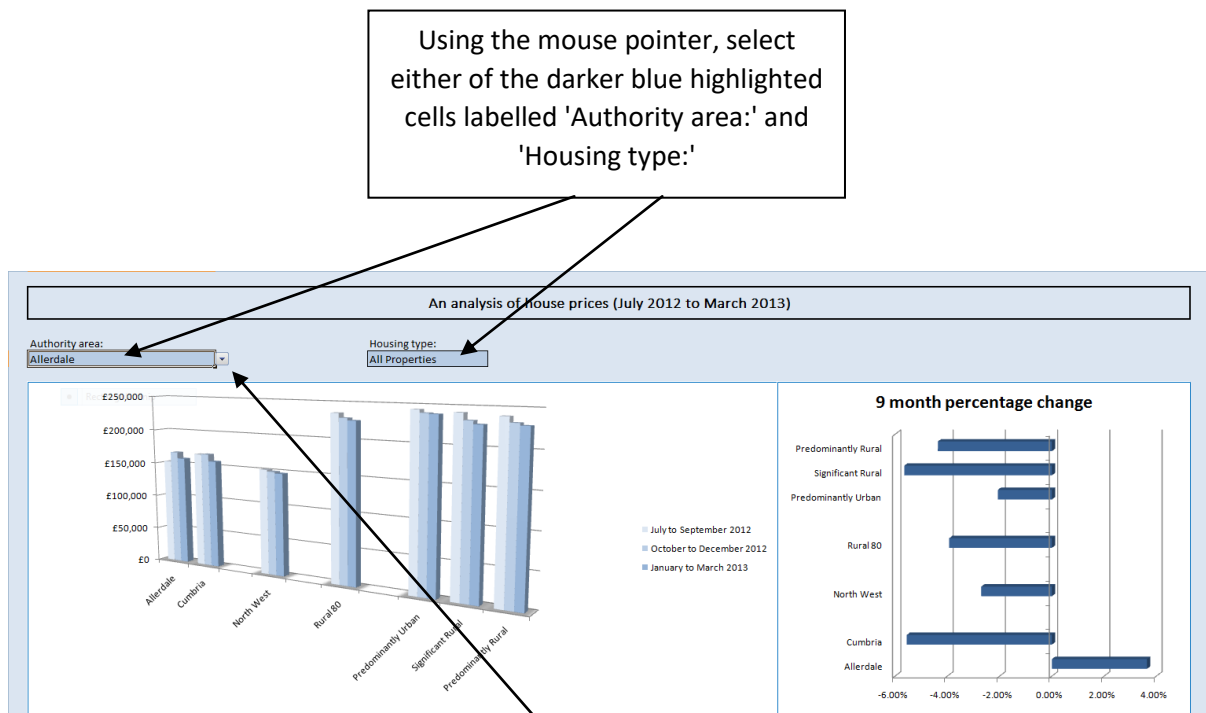 Using the mouse pointer, select
either of the darker blue highlighted
cells labelled 'Authority area:' and
'Housing type:'
An analysis of house prices (July 2012 to March 2013)
Authority area:
Allerdale
Housing type:
All Properties
£250,000
£200,000
£150,000
£100,000
£50,000
£0
Allerdale
Cumbria
North West
Rural 80
Predominantly Urban
Significant Rural
Predominantly Rural
July to September 2012
October to December 2012
January to March 2013
9 month percentage change
Predominantly Rural
Significant Rural
Predominantly Urban
Rural 80
North West
Cumbria
Allerdale
-6.00% -4.00% -2.00% 0.00% 2.00% 4.00%